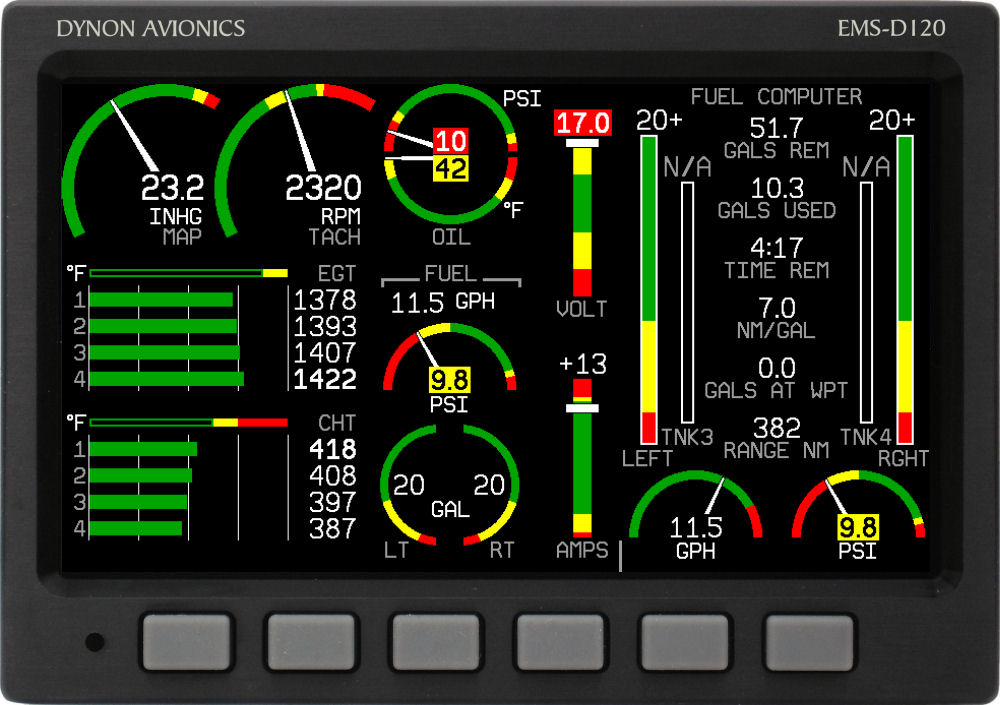 DYNON AVIONICS
EMS-D120
23.2
INHG
MAP
2320
RPM
TACH
PSI
10
42
°F
OIL
17.0
VOLT
°F
EGT
1 1378
2 1393
3 1407
4 1422
°F
CHT
1 418
2 408
3 397
4 387
FUEL
11.5 GPH
9.8
PSI
20 20
GAL
LT RT
+13
AMPS
FUEL COMPUTER
20+
20+
51.7
GALS REM
N/A
N/A
10.3
GALS USED
4:17
TIME REM
7.0
NM/GAL
0.0
GALS AT WPT
382
RANGE NM
TNK3
TNK4
LEFT
RGHT
11.5
GPH
9.8
PSI